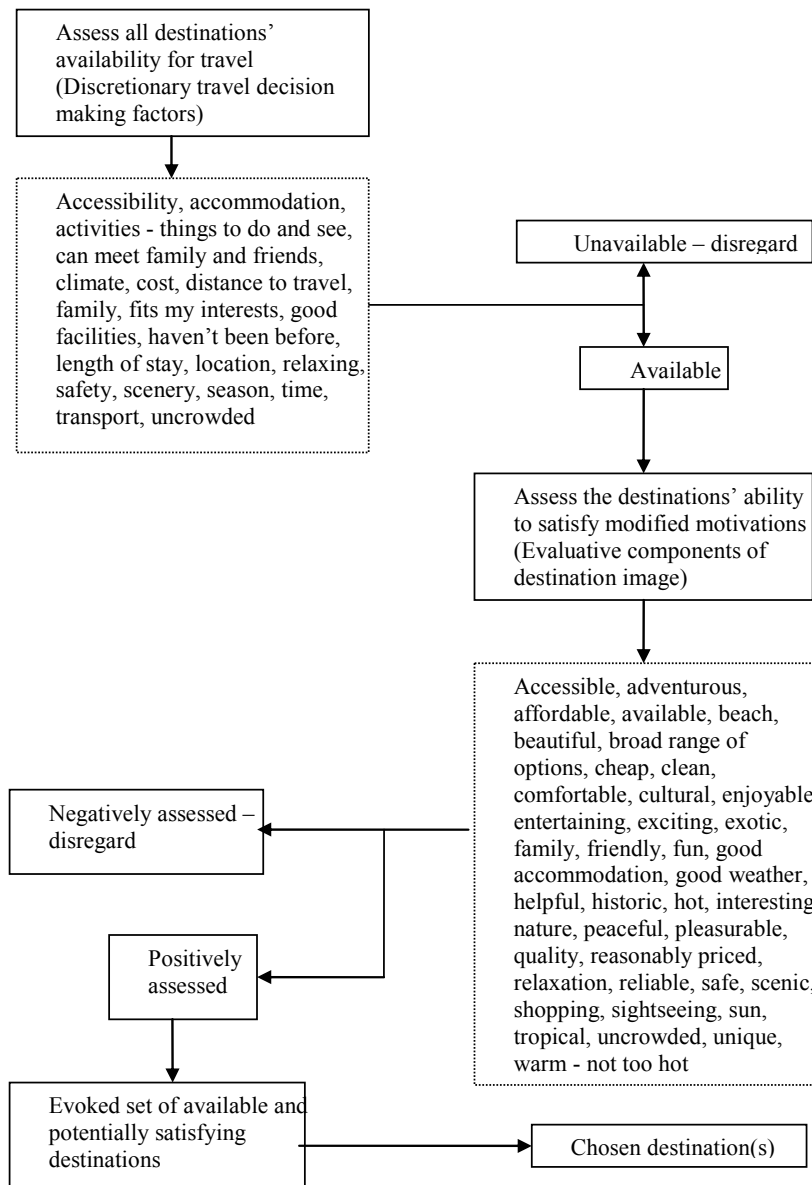 Assess all destinations’
availability for travel
(Discretionary travel decision
making factors)
Accessibility, accommodation,
activities - things to do and see,
can meet family and friends,
climate, cost, distance to travel,
family, fits my interests, good
facilities, haven’t been before,
length of stay, location, relaxing,
safety, scenery, season, time,
transport, uncrowded
Unavailable – disregard
Available
Assess the destinations’ ability
to satisfy modified motivations
(Evaluative components of
destination image)
Accessible, adventurous,
affordable, available, beach,
beautiful, broad range of
options, cheap, clean,
comfortable, cultural, enjoyable
entertaining, exciting, exotic,
family, friendly, fun, good
accommodation, good weather,
helpful, historic, hot, interesting
nature, peaceful, pleasurable,
quality, reasonably priced,
relaxation, reliable, safe, scenic,
shopping, sightseeing, sun,
tropical, uncrowded, unique,
warm - not too hot
Negatively assessed –
disregard
Positively
assessed
Evoked set of available and
potentially satisfying
destinations
Chosen destination(s)